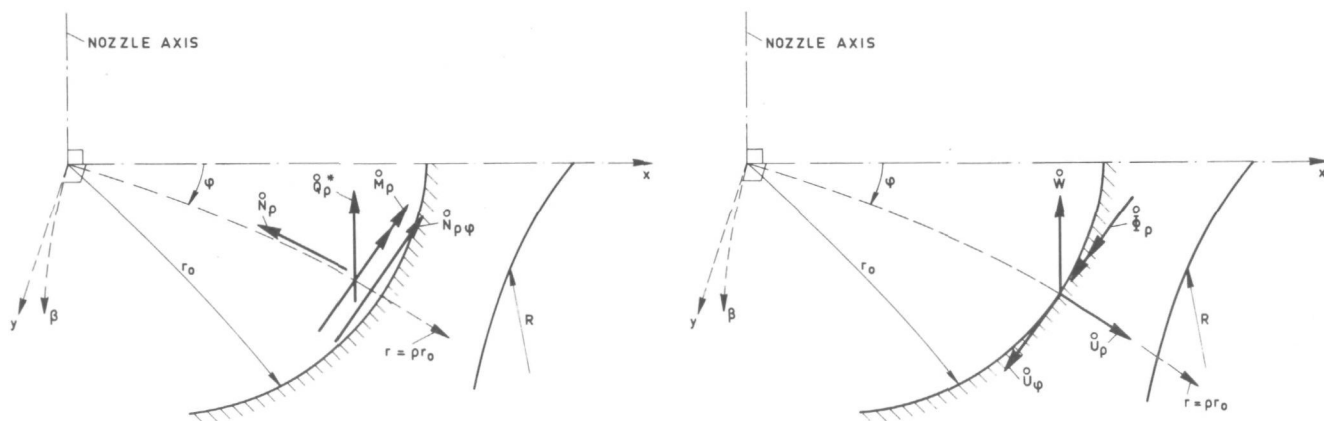 NOZZLE AXIS
φ
Q̊ρ*
M̊ρ
N̊ρ
N̊ρφ
x
r₀
y
β
r = ρr₀
R
NOZZLE AXIS
φ
W̊
Φ̊ρ
x
r₀
y
β
Ůρ
Ůφ
R
r = ρr₀